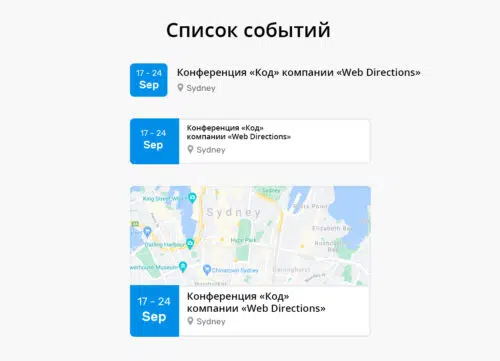 Список событий
17 - 24
Sep
Конференция «Код» компании «Web Directions»
Sydney
17 - 24
Sep
Конференция «Код»
компании «Web Directions»
Sydney
King Street Wharf
Sydney
Elizabeth Bay
Darling Harbour
Hyde Park
Rushcutters
Bay
Powerhouse Museum
Chinatown Sydney
Darlinghurst
17 - 24
Sep
Конференция «Код»
компании «Web Directions»
Sydney